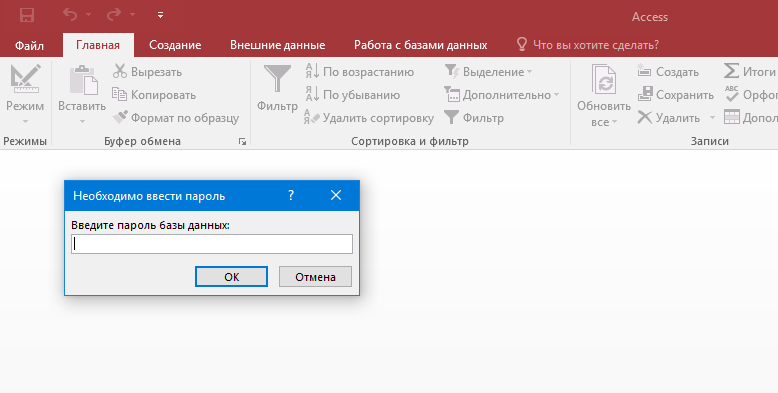 Access
Файл Главная Создание Внешние данные Работа с базами данных Что вы хотите сделать?
Режим
Режимы
Вставить
Вырезать
Копировать
Формат по образцу
Буфер обмена
Фильтр
По возрастанию
По убыванию
Удалить сортировку
Выделение
Дополнительно
Фильтр
Сортировка и фильтр
Обновить
все
Создать
Сохранить
Удалить
Итоги
Орфог
Допол
Записи
Необходимо ввести пароль ?
Введите пароль базы данных:
ОК Отмена